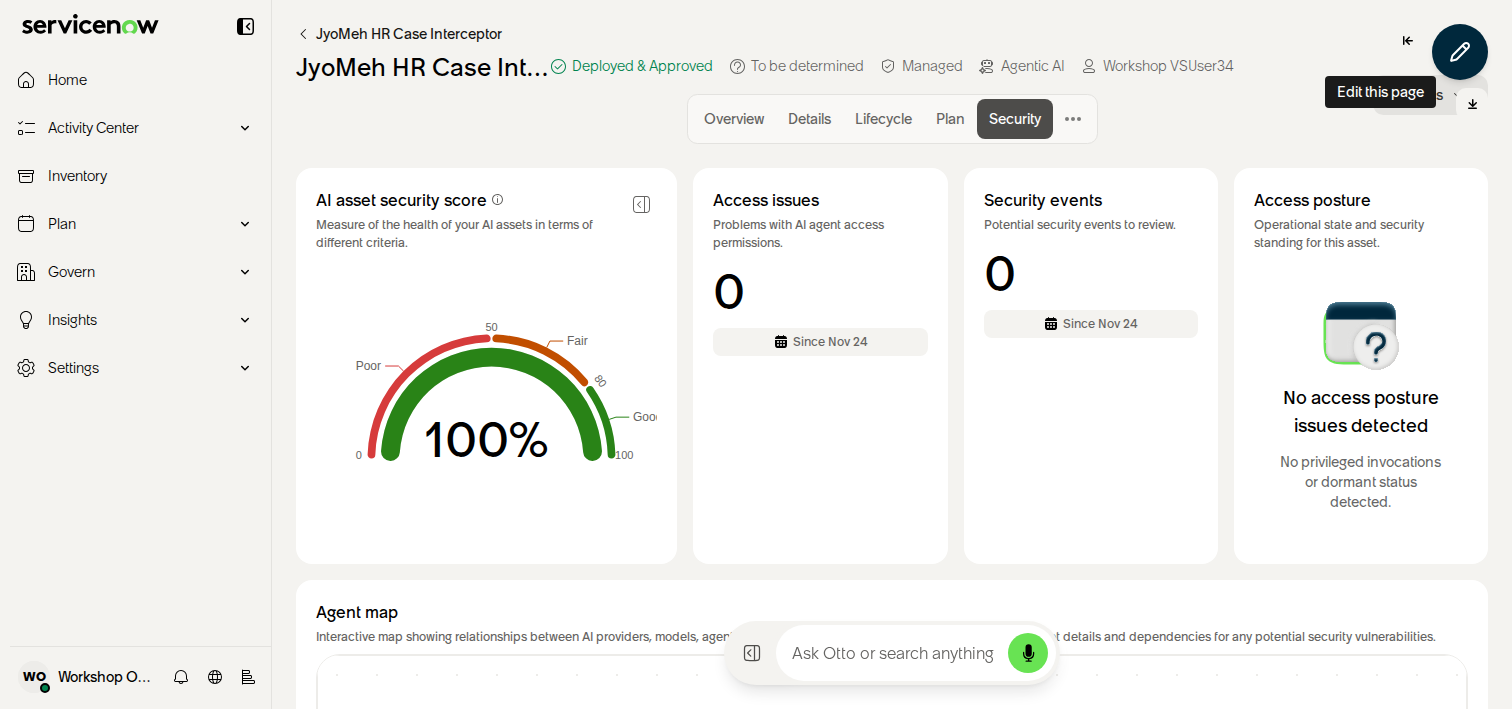 servicenow
Home
Activity Center
Inventory
Plan
Govern
Insights
Settings
WO
Workshop O...
JyoMeh HR Case Interceptor
JyoMeh HR Case Int...
Deployed & Approved
To be determined
Managed
Agentic AI
Workshop VSUser34
Edit this page
s
Overview
Details
Lifecycle
Plan
Security
AI asset security score
Measure of the health of your AI assets in terms of
different criteria.
50
Fair
Poor
80
Good
100%
0
100
Access issues
Problems with AI agent access
permissions.
0
Since Nov 24
Security events
Potential security events to review.
0
Since Nov 24
Access posture
Operational state and security
standing for this asset.
?
No access posture
issues detected
No privileged invocations
or dormant status
detected.
Agent map
Interactive map showing relationships between AI providers, models, agen
t details and dependencies for any potential security vulnerabilities.
Ask Otto or search anything